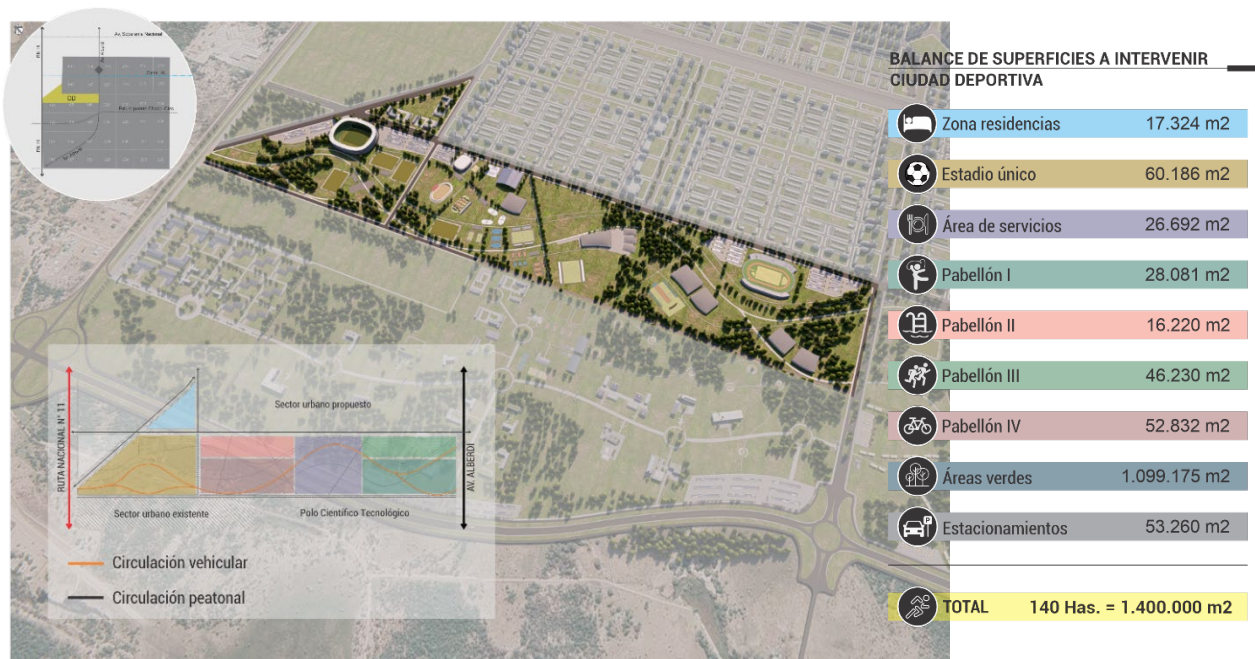 Av. Soberanía Nacional
BALANCE DE SUPERFICIES A INTERVENIR
CIUDAD DEPORTIVA
Zona residencias 17.324 m2
Estadio único 60.186 m2
Área de servicios 26.692 m2
Pabellón I 28.081 m2
Pabellón II 16.220 m2
Pabellón III 46.230 m2
Pabellón IV 52.832 m2
Áreas verdes 1.099.175 m2
Estacionamientos 53.260 m2
TOTAL 140 Has. = 1.400.000 m2
RUTA NACIONAL N° 11
Sector urbano propuesto
AV. ALBERDI
Sector urbano existente
Polo Científico Tecnológico
Circulación vehicular
Circulación peatonal